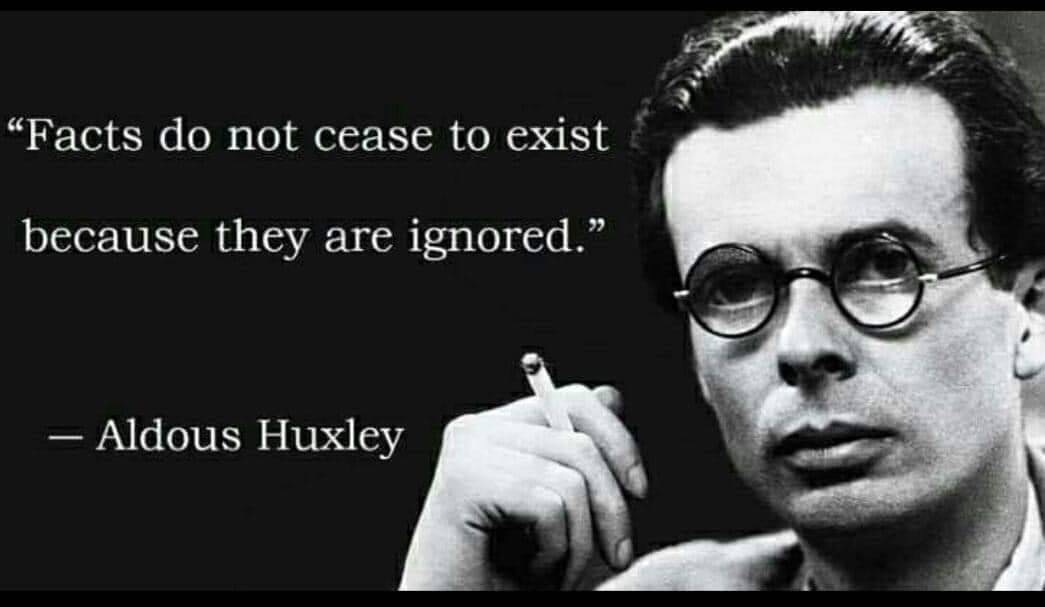 “Facts do not cease to exist
because they are ignored.”
— Aldous Huxley